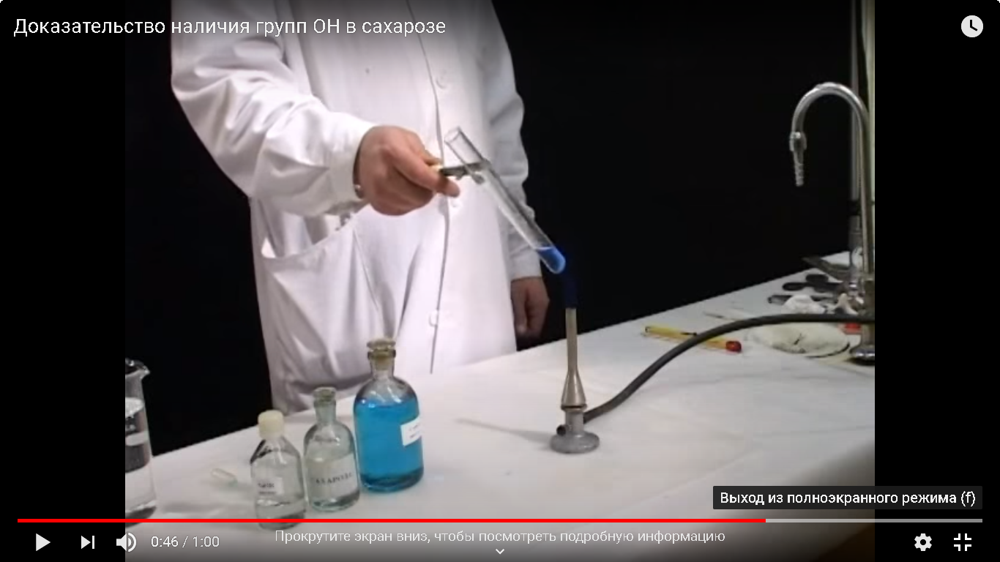 Доказательство наличия групп ОН в сахарозе
САХАРОЗА
Выход из полноэкранного режима (f)
0:46 / 1:00
Прокрутите экран вниз, чтобы посмотреть подробную информацию